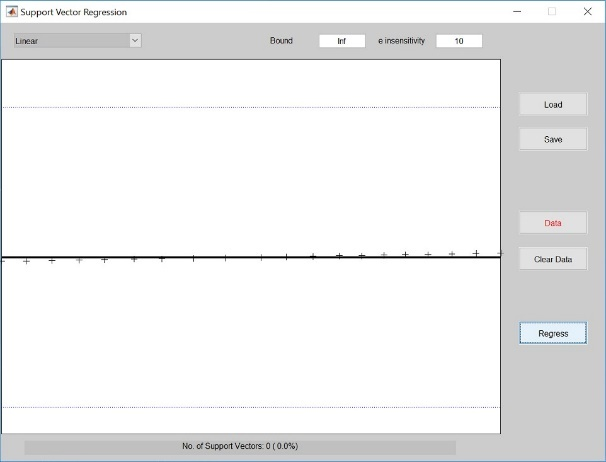 Support Vector Regression
Linear
Bound
Inf
e insensitivity
10
Load
Save
Data
Clear Data
Regress
No. of Support Vectors: 0 ( 0.0%)